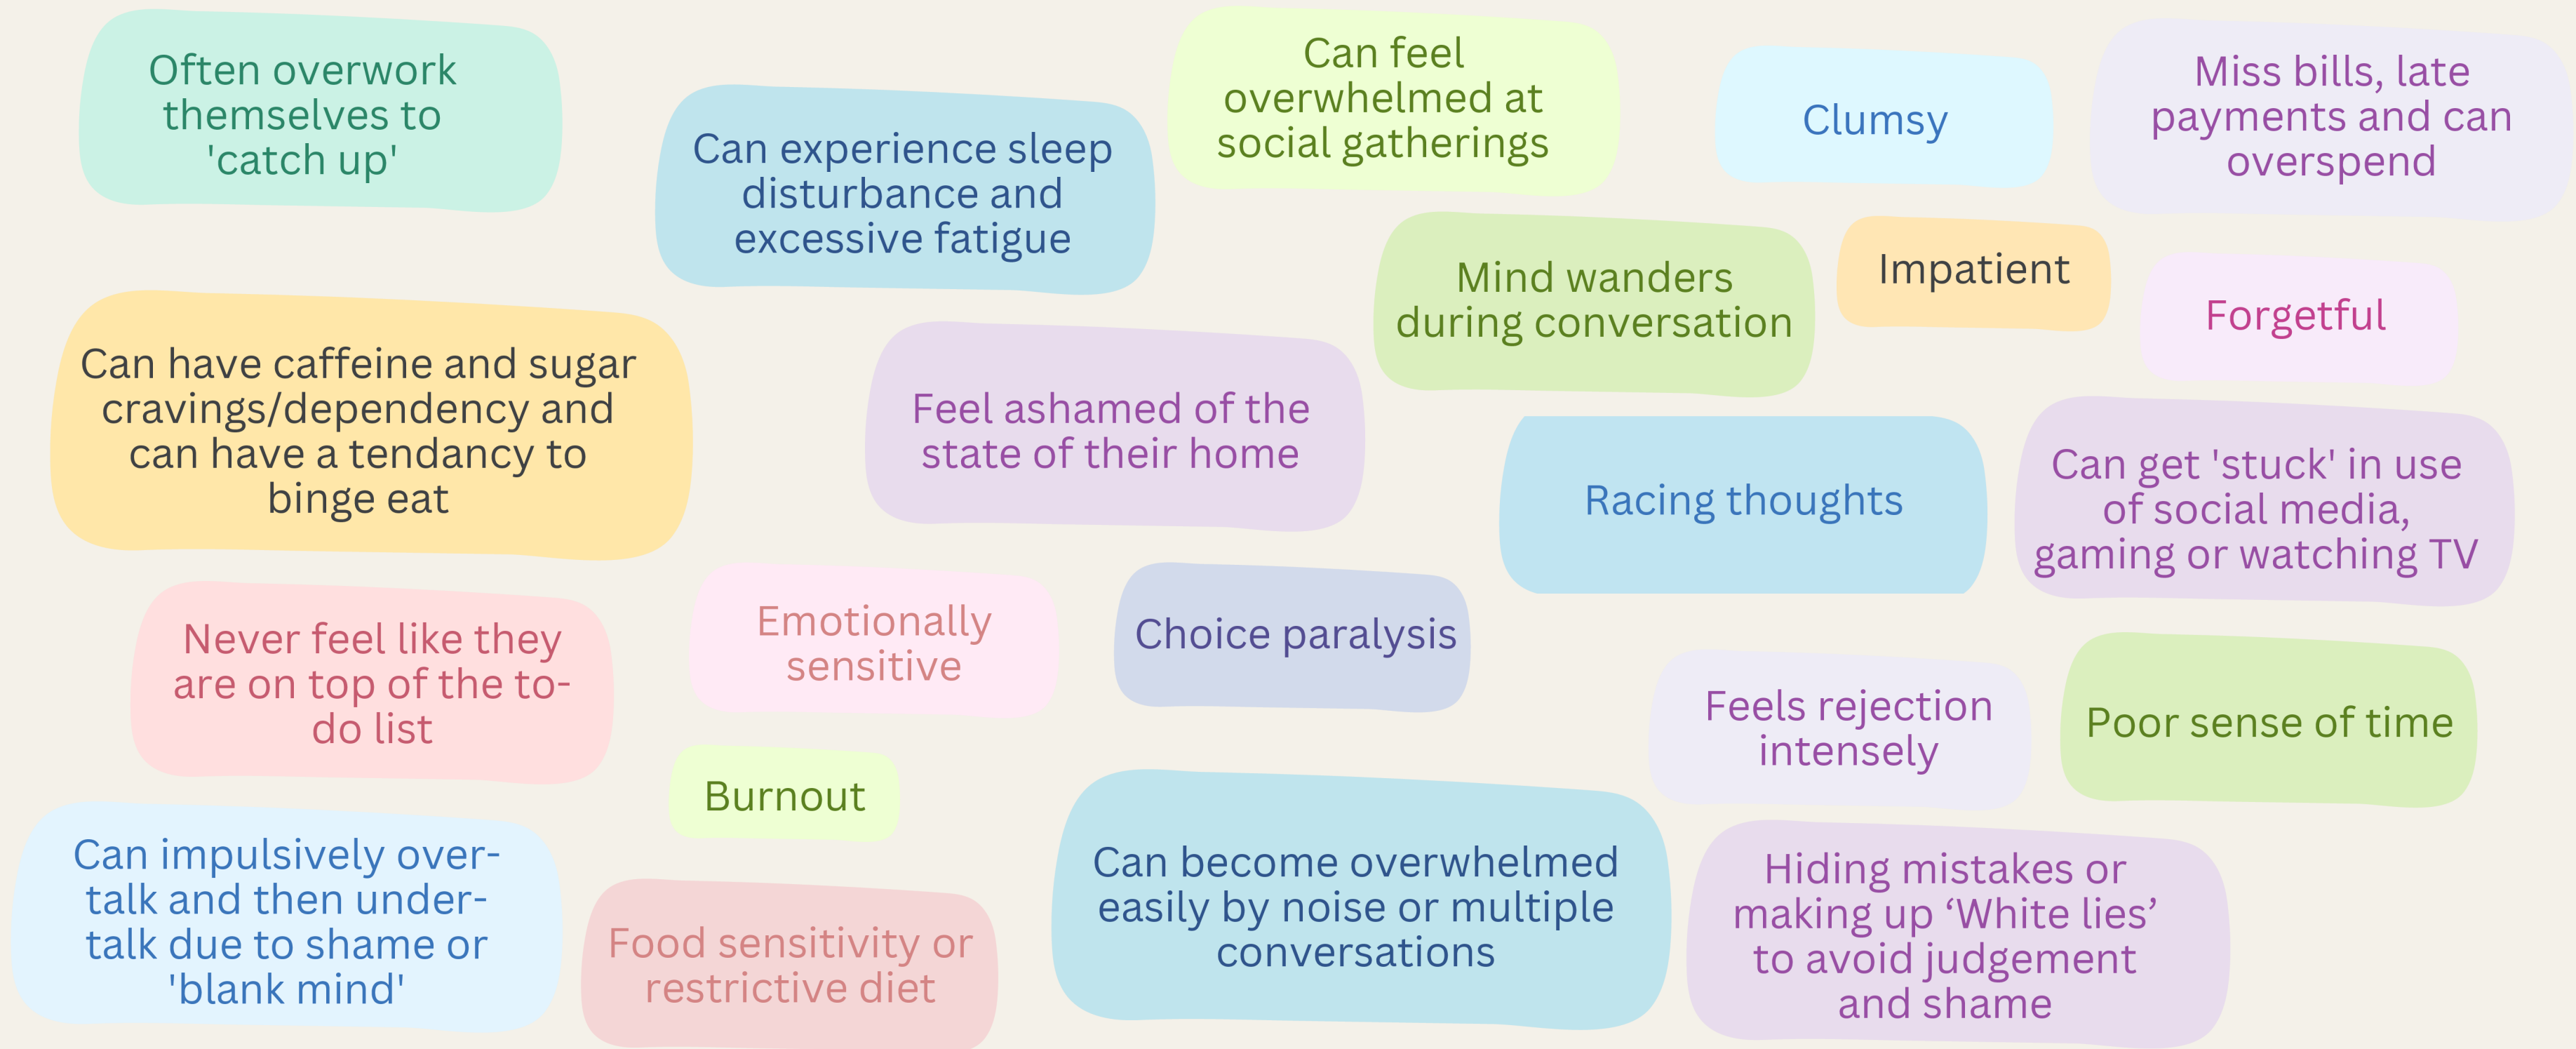 Often overwork
themselves to
'catch up'
Can experience sleep
disturbance and
excessive fatigue
Can feel
overwhelmed at
social gatherings
Clumsy
Miss bills, late
payments and can
overspend
Mind wanders
during conversation
Impatient
Forgetful
Can have caffeine and sugar
cravings/dependency and
can have a tendancy to
binge eat
Feel ashamed of the
state of their home
Racing thoughts
Can get 'stuck' in use
of social media,
gaming or watching TV
Never feel like they
are on top of the to-
do list
Emotionally
sensitive
Choice paralysis
Feels rejection
intensely
Poor sense of time
Burnout
Can impulsively over-
talk and then under-
talk due to shame or
'blank mind'
Food sensitivity or
restrictive diet
Can become overwhelmed
easily by noise or multiple
conversations
Hiding mistakes or
making up ‘White lies’
to avoid judgement
and shame